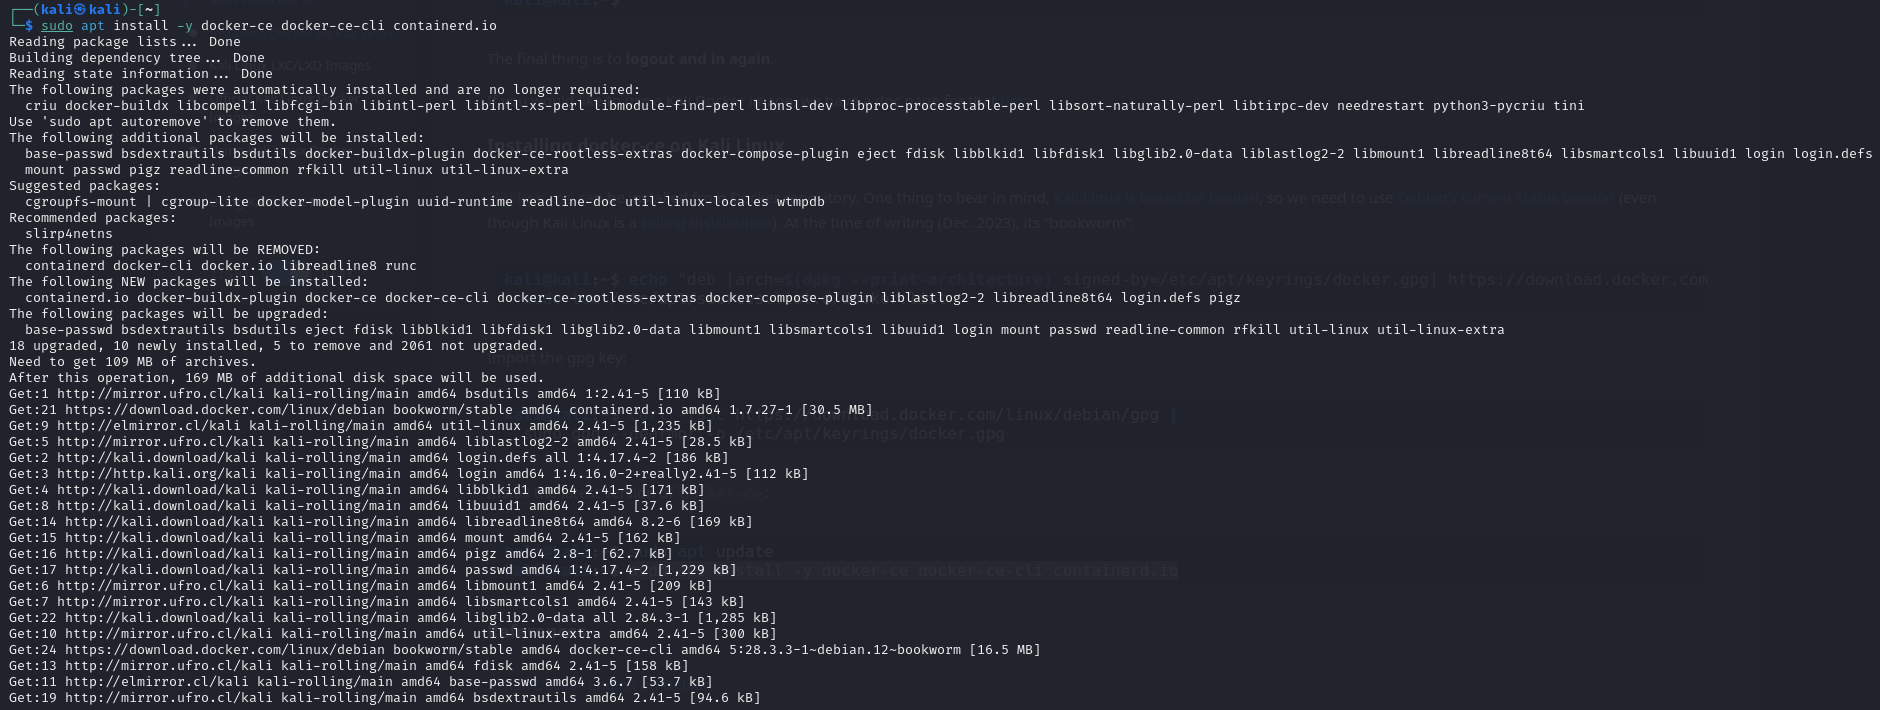 ┌──(kali㉿kali)-[~]
└─$ sudo apt install -y docker-ce docker-ce-cli containerd.io
Reading package lists... Done
Building dependency tree... Done
Reading state information... Done
The following packages were automatically installed and are no longer required:
  criu docker-buildx libcompel1 libfcgi-bin libintl-perl libintl-xs-perl libmodule-find-perl libnsl-dev libproc-processtable-perl libsort-naturally-perl libtirpc-dev needrestart python3-pycriu tini
Use 'sudo apt autoremove' to remove them.
The following additional packages will be installed:
  base-passwd bsdextrautils bsdutils docker-buildx-plugin docker-ce-rootless-extras docker-compose-plugin eject fdisk libblkid1 libfdisk1 libglib2.0-data liblastlog2-2 libmount1 libreadline8t64 libsmartcols1 libuuid1 login login.defs
  mount passwd pigz readline-common rfkill util-linux util-linux-extra
Suggested packages:
  cgroupfs-mount | cgroup-lite docker-model-plugin uuid-runtime readline-doc util-linux-locales wtmpdb
Recommended packages:
  slirp4netns
The following packages will be REMOVED:
  containerd docker-cli docker.io libreadline8 runc
The following NEW packages will be installed:
  containerd.io docker-buildx-plugin docker-ce docker-ce-cli docker-ce-rootless-extras docker-compose-plugin liblastlog2-2 libreadline8t64 login.defs pigz
The following packages will be upgraded:
  base-passwd bsdextrautils bsdutils eject fdisk libblkid1 libfdisk1 libglib2.0-data libmount1 libsmartcols1 libuuid1 login mount passwd readline-common rfkill util-linux util-linux-extra
18 upgraded, 10 newly installed, 5 to remove and 2061 not upgraded.
Need to get 109 MB of archives.
After this operation, 169 MB of additional disk space will be used.
Get:1 http://mirror.ufro.cl/kali kali-rolling/main amd64 bsdutils amd64 1:2.41-5 [110 kB]
Get:21 https://download.docker.com/linux/debian bookworm/stable amd64 containerd.io amd64 1.7.27-1 [30.5 MB]
Get:9 http://elmirror.cl/kali kali-rolling/main amd64 util-linux amd64 2.41-5 [1,235 kB]
Get:5 http://mirror.ufro.cl/kali kali-rolling/main amd64 liblastlog2-2 amd64 2.41-5 [28.5 kB]
Get:2 http://kali.download/kali kali-rolling/main amd64 login.defs all 1:4.17.4-2 [186 kB]
Get:3 http://http.kali.org/kali kali-rolling/main amd64 login amd64 1:4.16.0-2+really2.41-5 [112 kB]
Get:4 http://kali.download/kali kali-rolling/main amd64 libblkid1 amd64 2.41-5 [171 kB]
Get:8 http://kali.download/kali kali-rolling/main amd64 libuuid1 amd64 2.41-5 [37.6 kB]
Get:14 http://kali.download/kali kali-rolling/main amd64 libreadline8t64 amd64 8.2-6 [169 kB]
Get:15 http://kali.download/kali kali-rolling/main amd64 mount amd64 2.41-5 [162 kB]
Get:16 http://kali.download/kali kali-rolling/main amd64 pigz amd64 2.8-1 [62.7 kB]
Get:17 http://kali.download/kali kali-rolling/main amd64 passwd amd64 1:4.17.4-2 [1,229 kB]
Get:6 http://mirror.ufro.cl/kali kali-rolling/main amd64 libmount1 amd64 2.41-5 [209 kB]
Get:7 http://mirror.ufro.cl/kali kali-rolling/main amd64 libsmartcols1 amd64 2.41-5 [143 kB]
Get:22 http://kali.download/kali kali-rolling/main amd64 libglib2.0-data all 2.84.3-1 [1,285 kB]
Get:10 http://mirror.ufro.cl/kali kali-rolling/main amd64 util-linux-extra amd64 2.41-5 [300 kB]
Get:24 https://download.docker.com/linux/debian bookworm/stable amd64 docker-ce-cli amd64 5:28.3.3-1~debian.12~bookworm [16.5 MB]
Get:13 http://mirror.ufro.cl/kali kali-rolling/main amd64 fdisk amd64 2.41-5 [158 kB]
Get:11 http://elmirror.cl/kali kali-rolling/main amd64 base-passwd amd64 3.6.7 [53.7 kB]
Get:19 http://mirror.ufro.cl/kali kali-rolling/main amd64 bsdextrautils amd64 2.41-5 [94.6 kB]